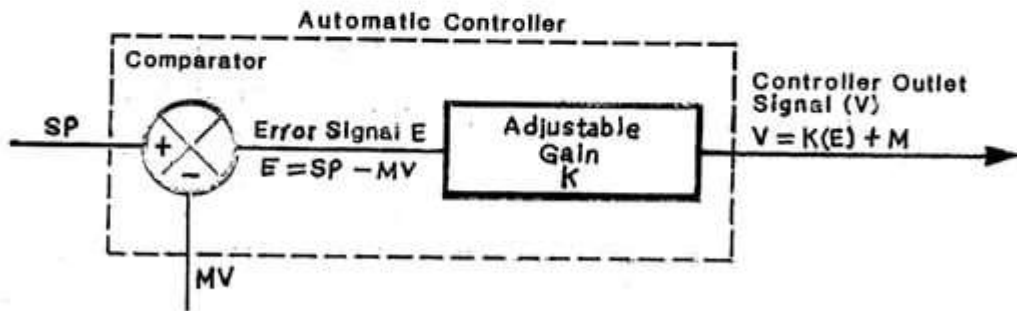 Automatic Controller
Comparator
SP
+
-
MV
Error Signal E
E = SP - MV
Adjustable
Gain
K
Controller Outlet
Signal (V)
V = K(E) + M